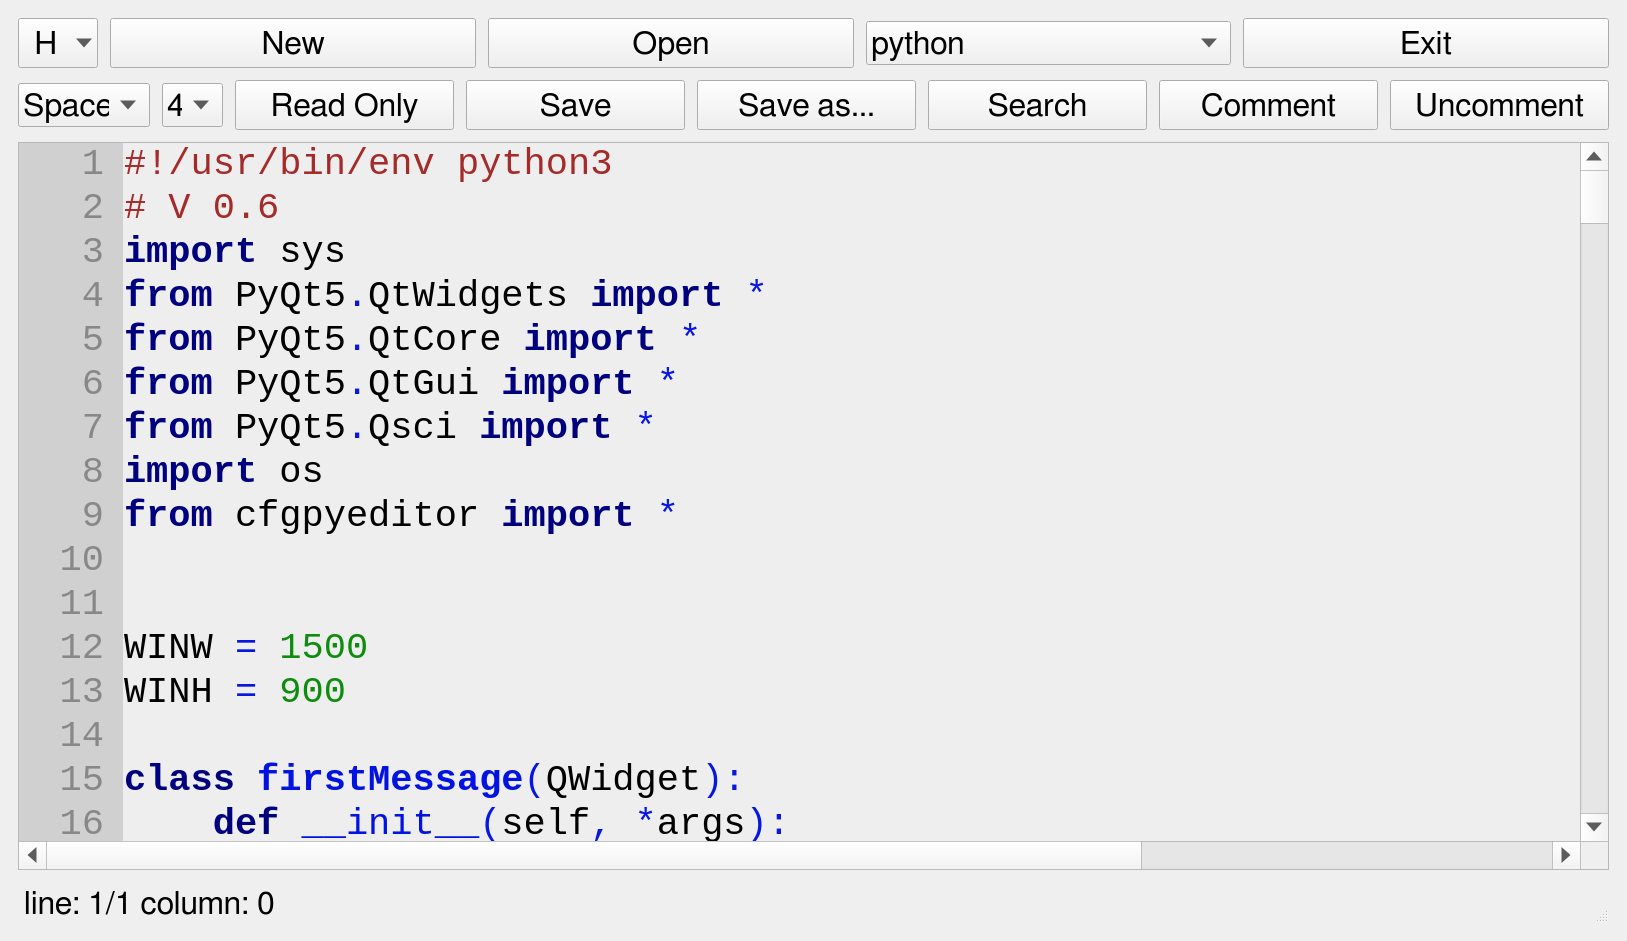 H New Open python Exit
Space 4 Read Only Save Save as... Search Comment Uncomment
1 #!/usr/bin/env python3
2 # V 0.6
3 import sys
4 from PyQt5.QtWidgets import *
5 from PyQt5.QtCore import *
6 from PyQt5.QtGui import *
7 from PyQt5.Qsci import *
8 import os
9 from cfgpyeditor import *
10
11
12 WINW = 1500
13 WINH = 900
14
15 class firstMessage(QWidget):
16     def __init__(self, *args):
line: 1/1 column: 0